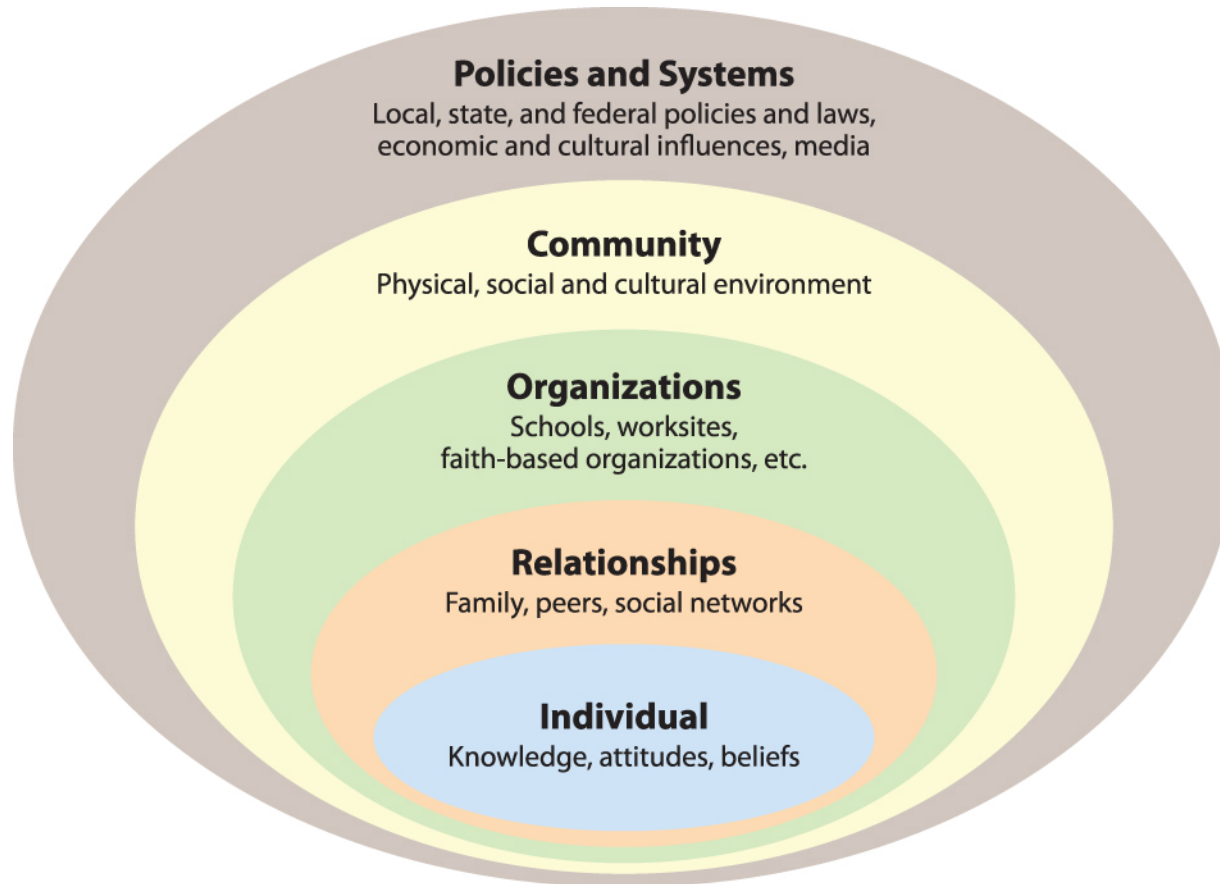 Policies and Systems
Local, state, and federal policies and laws,
economic and cultural influences, media
Community
Physical, social and cultural environment
Organizations
Schools, worksites,
faith-based organizations, etc.
Relationships
Family, peers, social networks
Individual
Knowledge, attitudes, beliefs